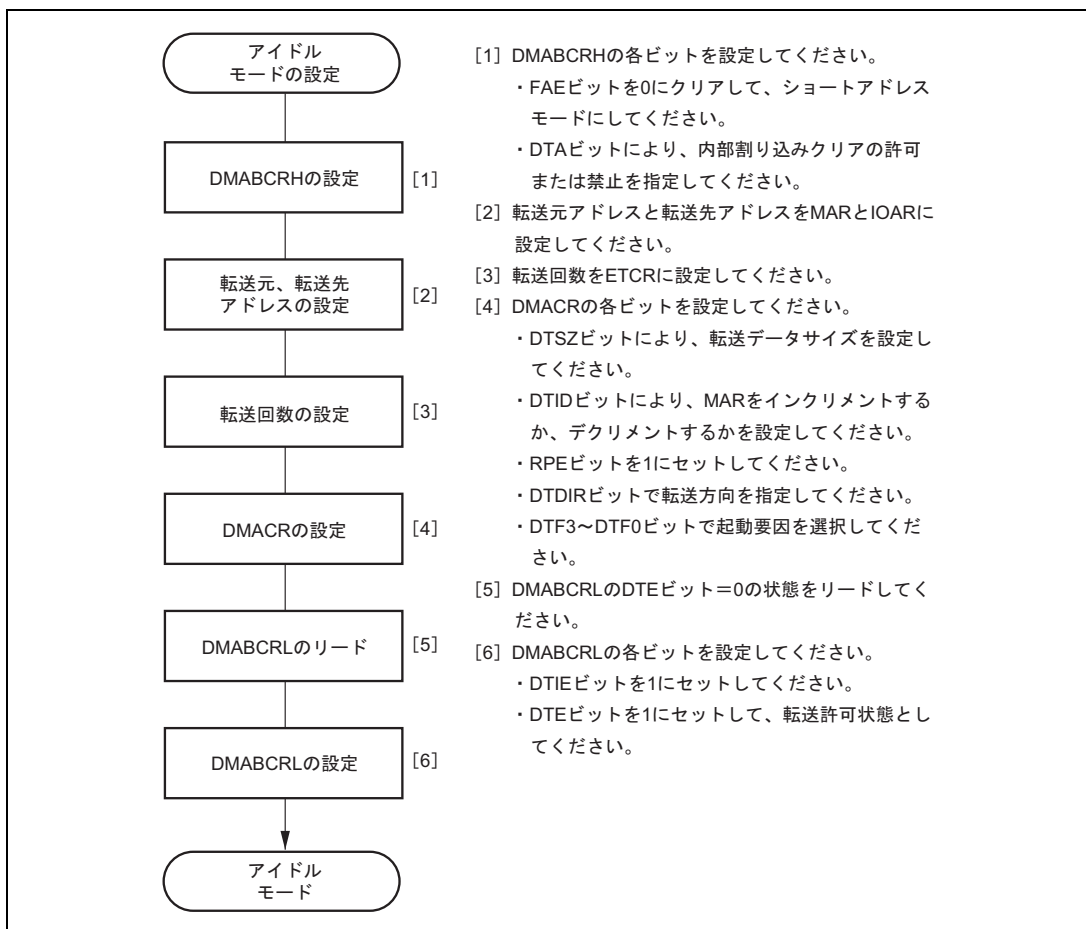 アイドル
モードの設定
DMABCRHの設定 [1]
転送元、転送先
アドレスの設定 [2]
転送回数の設定 [3]
DMACRの設定 [4]
DMABCRLのリード [5]
DMABCRLの設定 [6]
アイドル
モード
[1] DMABCRHの各ビットを設定してください。
・FAEビットを0にクリアして、ショートアドレス
モードにしてください。
・DTAビットにより、内部割り込みクリアの許可
または禁止を指定してください。
[2] 転送元アドレスと転送先アドレスをMARとIOARに
設定してください。
[3] 転送回数をETCRに設定してください。
[4] DMACRの各ビットを設定してください。
・DTSZビットにより、転送データサイズを設定し
てください。
・DTIDビットにより、MARをインクリメントする
か、デクリメントするかを設定してください。
・RPEビットを1にセットしてください。
・DTDIRビットで転送方向を指定してください。
・DTF3～DTF0ビットで起動要因を選択してくだ
さい。
[5] DMABCRLのDTEビット＝0の状態をリードしてく
ださい。
[6] DMABCRLの各ビットを設定してください。
・DTIEビットを1にセットしてください。
・DTEビットを1にセットして、転送許可状態とし
てください。